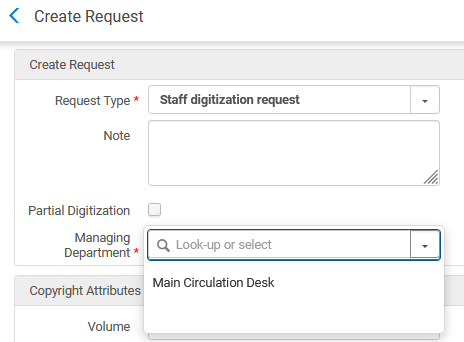 Create Request
Create Request
Request Type *
Staff digitization request
Note
Partial Digitization
Managing
Department *
Look-up or select
Main Circulation Desk
Copyright Attributes
Volume